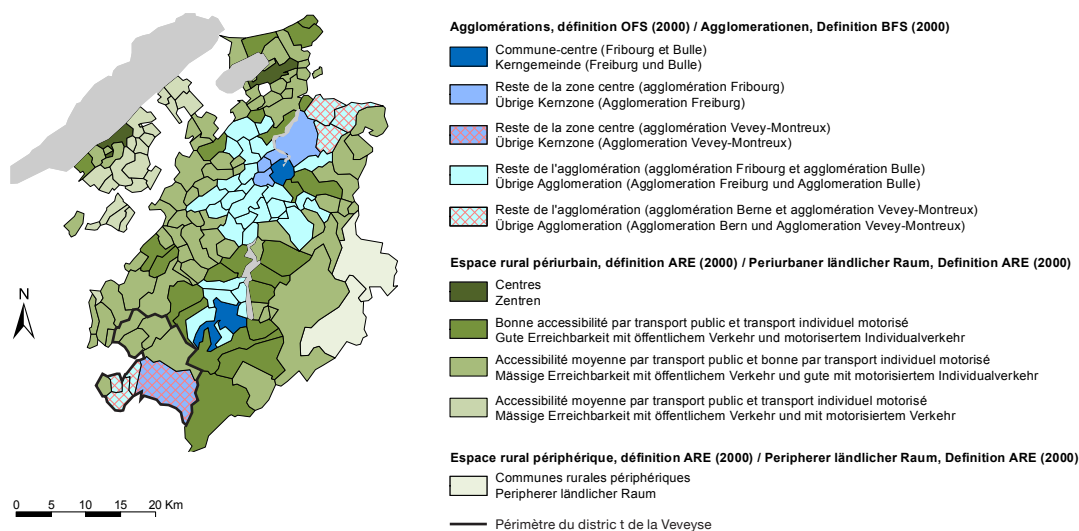 Agglomérations, définition OFS (2000) / Agglomerationen, Definition BFS (2000)
Commune-centre (Fribourg et Bulle)
Kerngemeinde (Freiburg und Bulle)
Reste de la zone centre (agglomération Fribourg)
Übrige Kernzone (Agglomeration Freiburg)
Reste de la zone centre (agglomération Vevey-Montreux)
Übrige Kernzone (Agglomeration Vevey-Montreux)
Reste de l'agglomération (agglomération Fribourg et agglomération Bulle)
Übrige Agglomeration (Agglomeration Freiburg und Agglomeration Bulle)
Reste de l'agglomération (agglomération Berne et agglomération Vevey-Montreux)
Übrige Agglomeration (Agglomeration Bern und Agglomeration Vevey-Montreux)
Espace rural périurbain, définition ARE (2000) / Periurbaner ländlicher Raum, Definition ARE (2000)
Centres
Zentren
Bonne accessibilité par transport public et transport individuel motorisé
Gute Erreichbarkeit mit öffentlichem Verkehr und motorisertem Individualverkehr
Accessibilité moyenne par transport public et bonne par transport individuel motorisé
Mässige Erreichbarkeit mit öffentlichem Verkehr und gute mit motorisiertem Individualverkehr
Accessibilité moyenne par transport public et transport individuel motorisé
Mässige Erreichbarkeit mit öffentlichem Verkehr und mit motorisiertem Verkehr
Espace rural périphérique, définition ARE (2000) / Peripherer ländlicher Raum, Definition ARE (2000)
Communes rurales périphériques
Peripherer ländlicher Raum
Périmètre du distric t de la Veveyse
N
0 5 10 15 20 Km